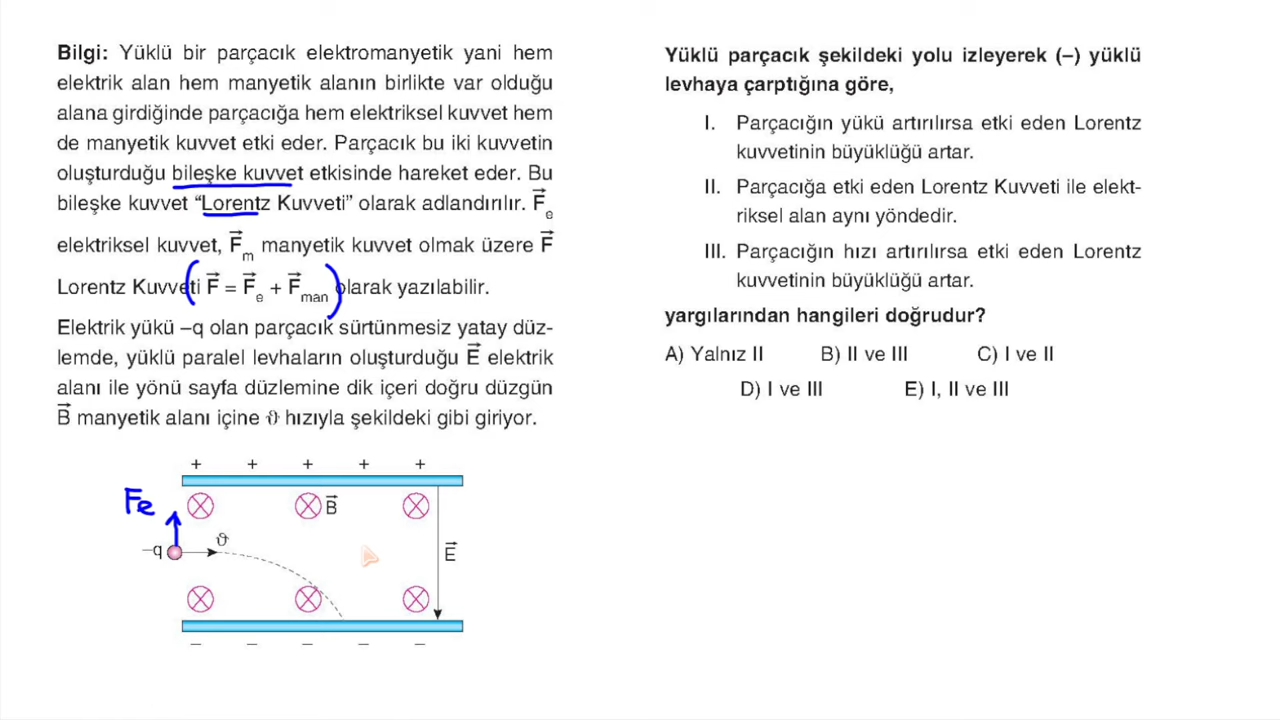 Bilgi: Yüklü bir parçacık elektromanyetik yani hem
elektrik alan hem manyetik alanın birlikte var olduğu
alana girdiğinde parçacığa hem elektriksel kuvvet hem
de manyetik kuvvet etki eder. Parçacık bu iki kuvvetin
oluşturduğu bileşke kuvvet etkisinde hareket eder. Bu
bileşke kuvvet “Lorentz Kuvveti” olarak adlandırılır. F⃗e
elektriksel kuvvet, F⃗m manyetik kuvvet olmak üzere F⃗
Lorentz Kuvveti F⃗ = F⃗e + F⃗man olarak yazılabilir.
Elektrik yükü –q olan parçacık sürtünmesiz yatay düz-
lemde, yüklü paralel levhaların oluşturduğu E⃗ elektrik
alanı ile yönü sayfa düzlemine dik içeri doğru düzgün
B⃗ manyetik alanı içine ϑ hızıyla şekildeki gibi giriyor.
+ + + + +
Fe
B⃗
–q
ϑ
E⃗
– – – – –
Yüklü parçacık şekildeki yolu izleyerek (–) yüklü
levhaya çarptığına göre,
I. Parçacığın yükü artırılırsa etki eden Lorentz
kuvvetinin büyüklüğü artar.
II. Parçacığa etki eden Lorentz Kuvveti ile elekt-
riksel alan aynı yöndedir.
III. Parçacığın hızı artırılırsa etki eden Lorentz
kuvvetinin büyüklüğü artar.
yargılarından hangileri doğrudur?
A) Yalnız II B) II ve III C) I ve II
D) I ve III E) I, II ve III